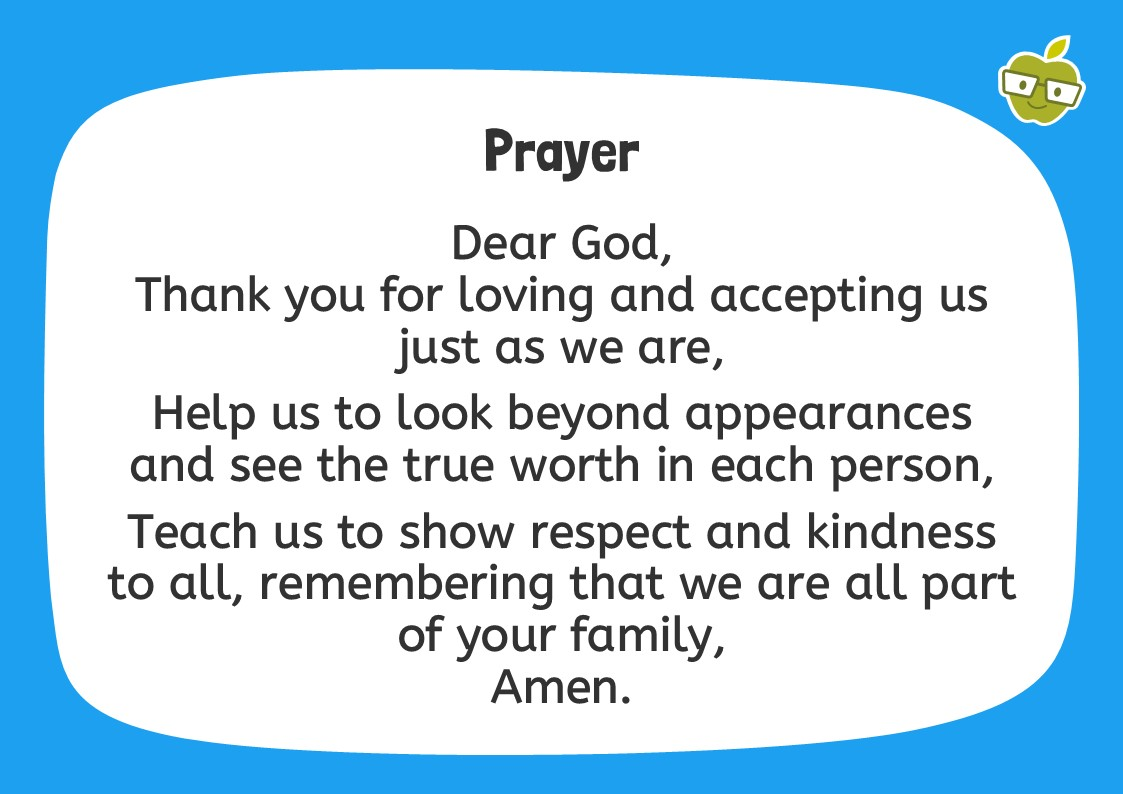 Prayer
Dear God,
Thank you for loving and accepting us
just as we are,
Help us to look beyond appearances
and see the true worth in each person,
Teach us to show respect and kindness
to all, remembering that we are all part
of your family,
Amen.